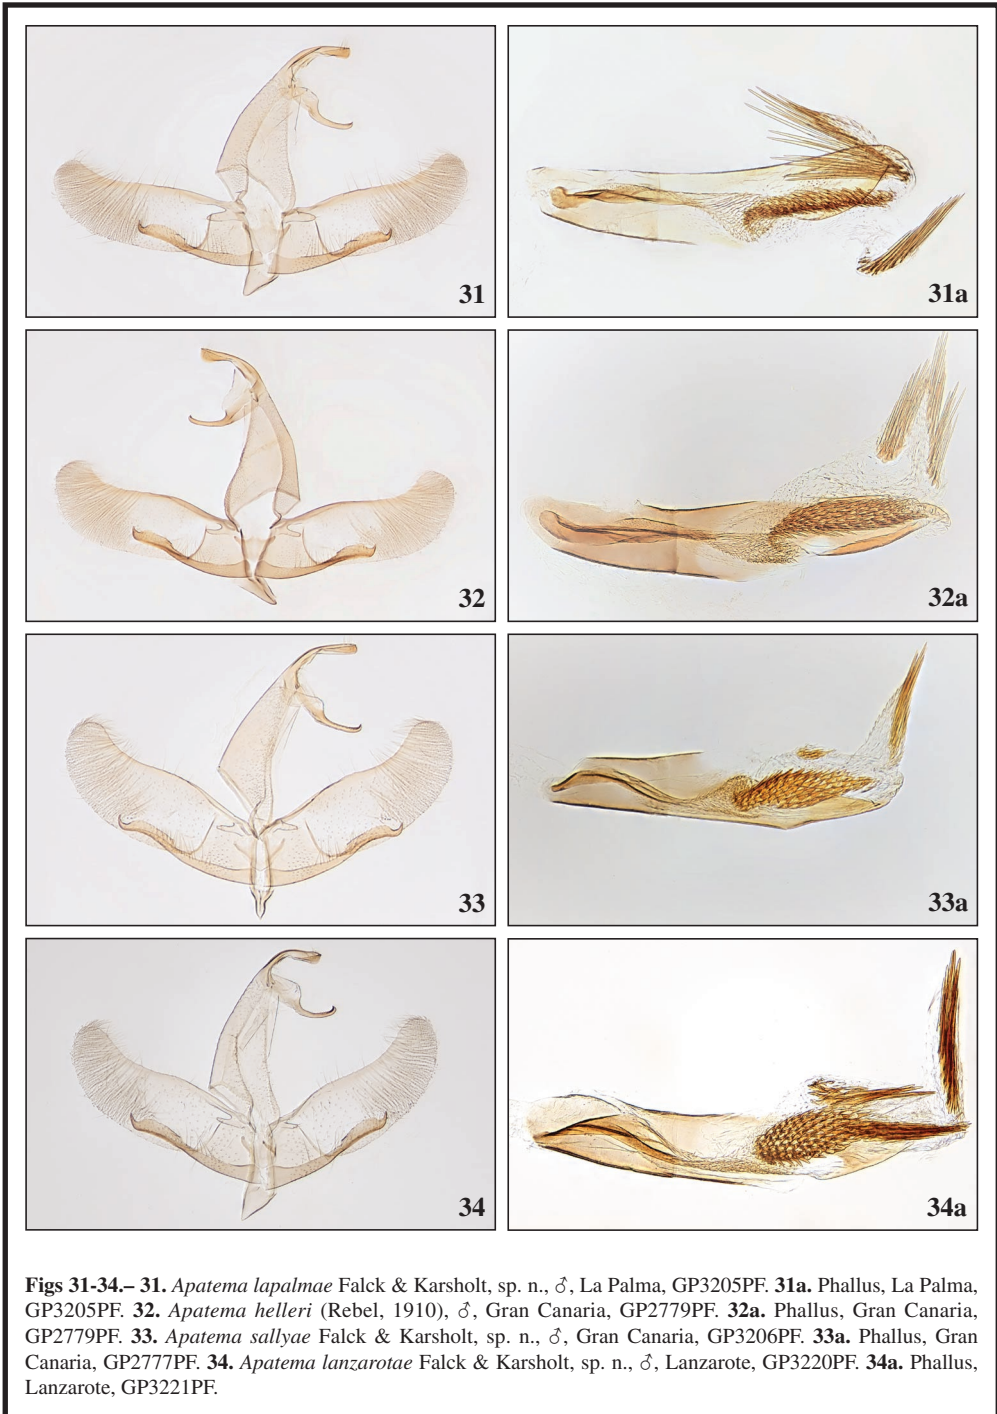 31
31a
32
32a
33
33a
34
34a
Figs 31-34.– 31. Apatema lapalmae Falck & Karsholt, sp. n., ♂, La Palma, GP3205PF. 31a. Phallus, La Palma,
GP3205PF. 32. Apatema helleri (Rebel, 1910), ♂, Gran Canaria, GP2779PF. 32a. Phallus, Gran Canaria,
GP2779PF. 33. Apatema sallyae Falck & Karsholt, sp. n., ♂, Gran Canaria, GP3206PF. 33a. Phallus, Gran
Canaria, GP2777PF. 34. Apatema lanzarotae Falck & Karsholt, sp. n., ♂, Lanzarote, GP3220PF. 34a. Phallus,
Lanzarote, GP3221PF.